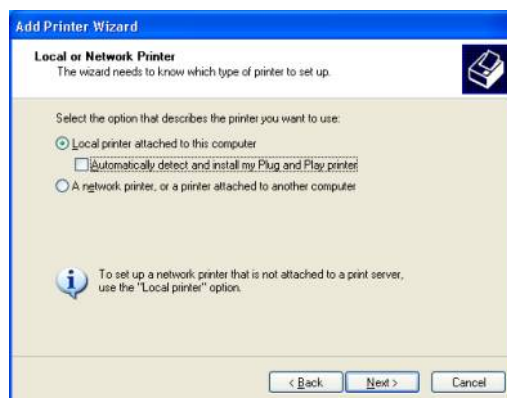 Add Printer Wizard
Local or Network Printer
The wizard needs to know which type of printer to set up.
Select the option that describes the printer you want to use:
Local printer attached to this computer
Automatically detect and install my Plug and Play printer
A network printer, or a printer attached to another computer
To set up a network printer that is not attached to a print server,
use the "Local printer" option.
< Back
Next >
Cancel